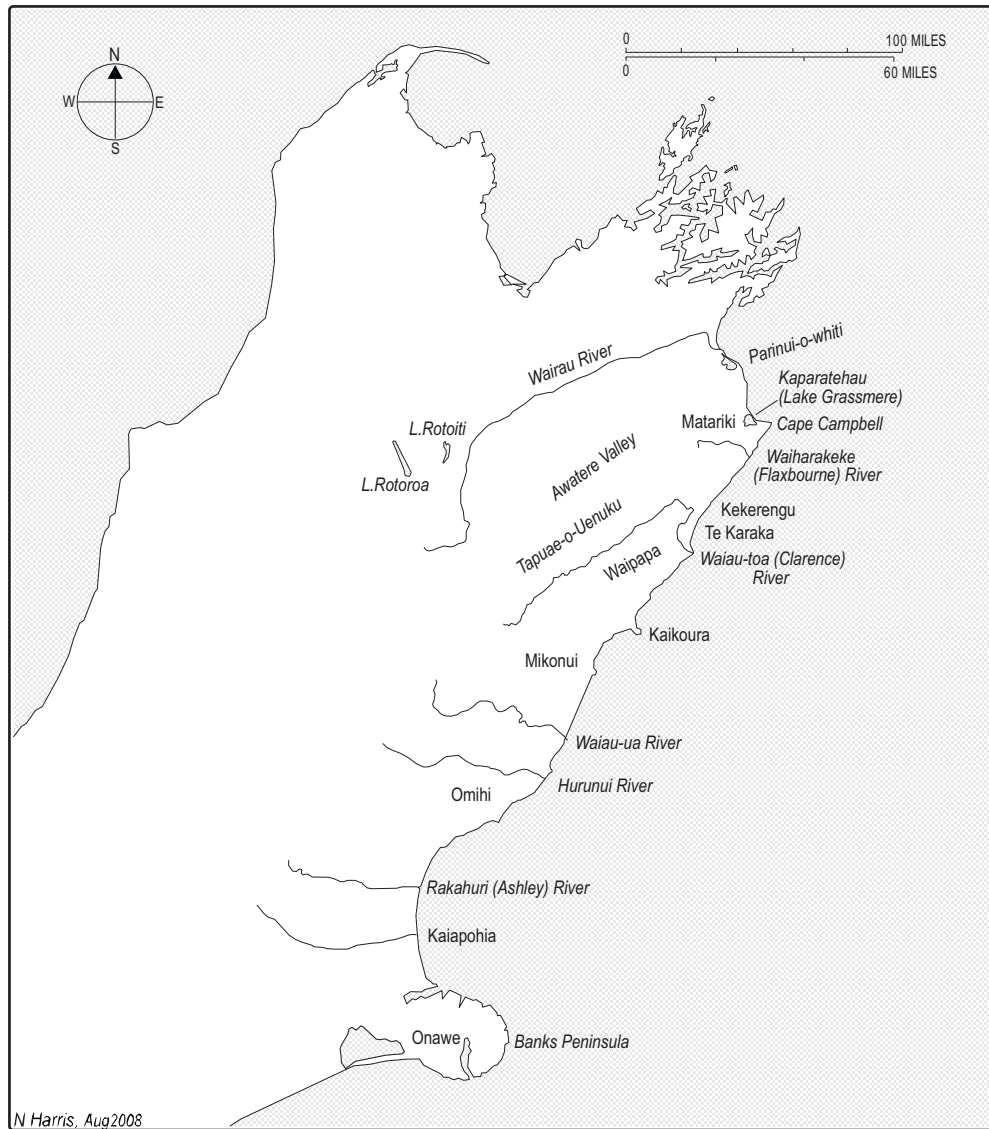 N
W E
S
0 100 MILES
0 60 MILES
Wairau River
Parinui-o-whiti
Kaparatehau
(Lake Grassmere)
Matariki
Cape Campbell
L.Rotoiti
L.Rotoroa
Awatere Valley
Waiharakeke
(Flaxbourne) River
Tapuae-o-Uenuku
Kekerengu
Te Karaka
Waipapa
Waiau-toa (Clarence)
River
Kaikoura
Mikonui
Waiau-ua River
Hurunui River
Omihi
Rakahuri (Ashley) River
Kaiapohia
Onawe
Banks Peninsula
N Harris, Aug2008